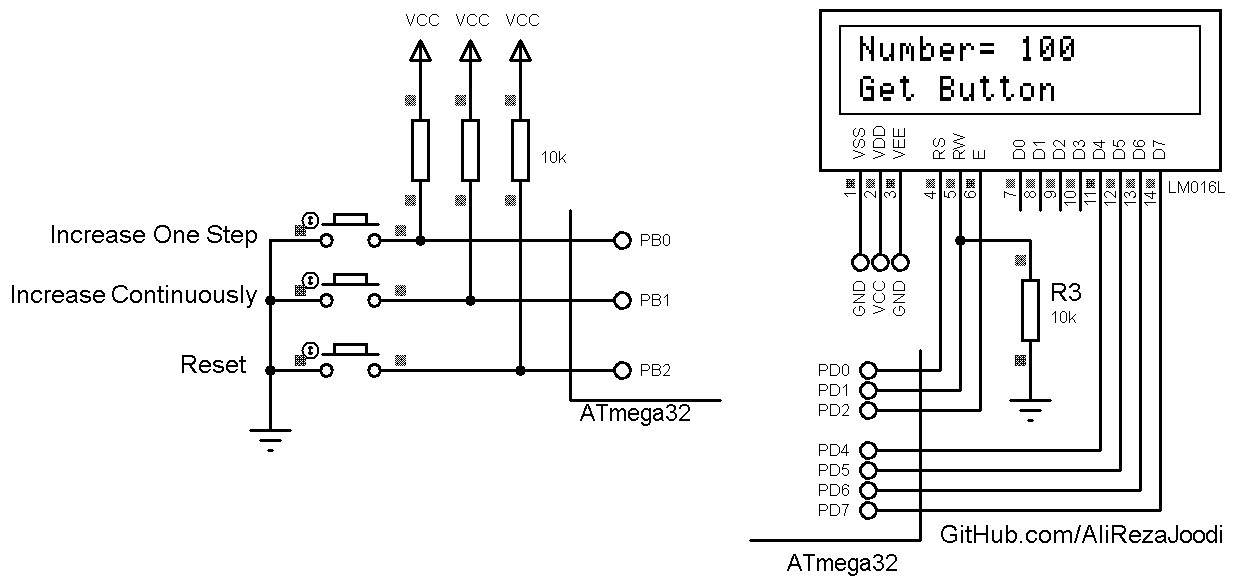 VCC VCC VCC
10k
Increase One Step
PB0
Increase Continuously
PB1
Reset
PB2
ATmega32
Number= 100
Get Button
VSS VDD VEE RS RW E D0 D1 D2 D3 D4 D5 D6 D7
1 2 3 4 5 6 7 8 9 10 11 12 13 14
LM016L
GND VCC GND
R3
10k
PD0
PD1
PD2
PD4
PD5
PD6
PD7
GitHub.com/AliRezaJoodi
ATmega32